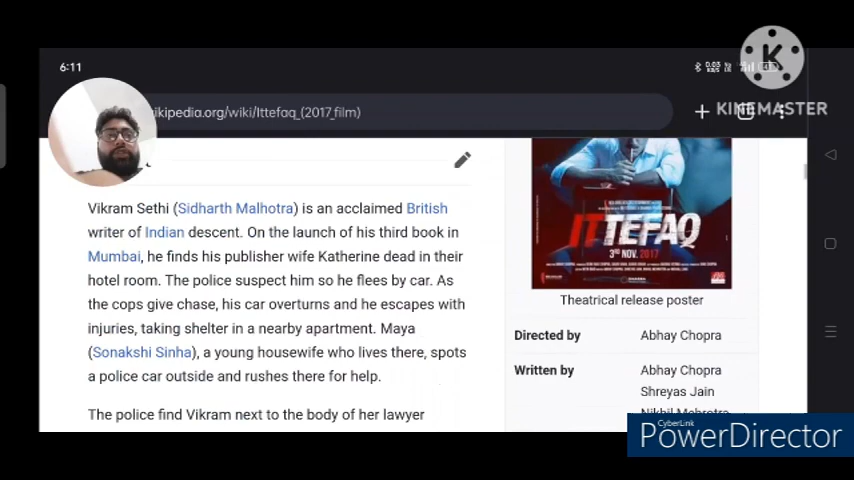 6:11
KINEMASTER
ikipedia.org/wiki/Ittefaq_(2017_film)
Vikram Sethi (Sidharth Malhotra) is an acclaimed British
writer of Indian descent. On the launch of his third book in
Mumbai, he finds his publisher wife Katherine dead in their
hotel room. The police suspect him so he flees by car. As
the cops give chase, his car overturns and he escapes with
injuries, taking shelter in a nearby apartment. Maya
(Sonakshi Sinha), a young housewife who lives there, spots
a police car outside and rushes there for help.
The police find Vikram next to the body of her lawyer
ITTEFAQ
3RD NOV. 2017
Theatrical release poster
Directed by Abhay Chopra
Written by Abhay Chopra
Shreyas Jain
Nikhil Mehrotra
CyberLink
PowerDirector